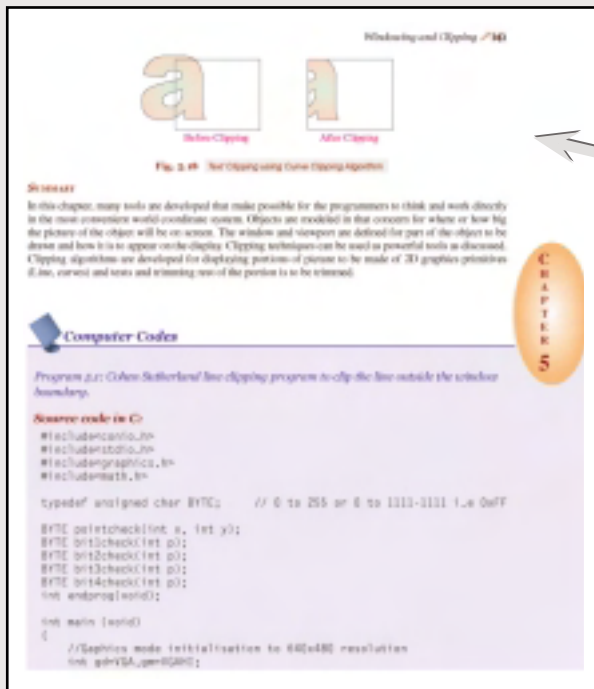 Windowing and Clipping
Before Clipping
After Clipping
Fig. 5.48 Text Clipping using Curve Clipping Algorithm
SUMMARY
In this chapter, many tools are developed that make possible for the programmers to think and work directly
in the most convenient world coordinate system. Objects are modeled in that concern for where or how big
the picture of the object will be on screen. The window and viewport are defined for part of the object to be
drawn and how it is to appear on the display. Clipping techniques can be used as powerful tools as discussed.
Clipping algorithms are developed for displaying portions of picture to be made of 2D graphics primitives
(Line, curves) and texts and trimming rest of the portion is to be trimmed.
CHAPTER
5
Computer Codes
Program 5.1: Cohen Sutherland line clipping program to clip the line outside the window
boundary.
Source code in C:
#include<conio.h>
#include<stdio.h>
#include<graphics.h>
#include<math.h>
typedef unsigned char BYTE; // 0 to 255 or 0 to 1111-1111 i.e 0xFF
BYTE pointcheck(int x, int y);
BYTE bit1check(int p);
BYTE bit2check(int p);
BYTE bit3check(int p);
BYTE bit4check(int p);
int endprog(void);
int main (void)
{
//Gaphics mode initialisation to 640x480 resolution
int gd=VGA,gm=VGAHI;